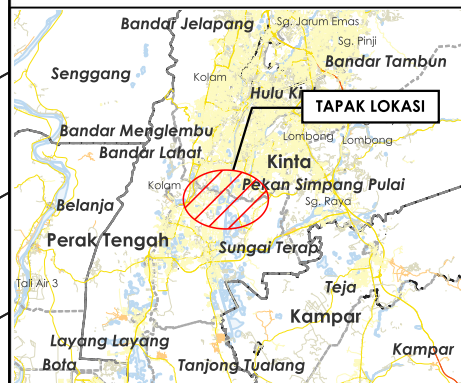 Bandar Jelapang
Sg. Jarum Emas
Sg. Pinji
Bandar Tambun
Senggang
Kolam
Hulu Ki
TAPAK LOKASI
Bandar Menglembu
Lombong
Lombong
Bandar Lahat
Kinta
Kolam
Pekan Simpang Pulai
Belanja
Sg. Raya
Perak Tengah
Sungai Terap
Tali Air 3
Teja
Kampar
Layang Layang
Kampar
Bota
Tanjong Tualang